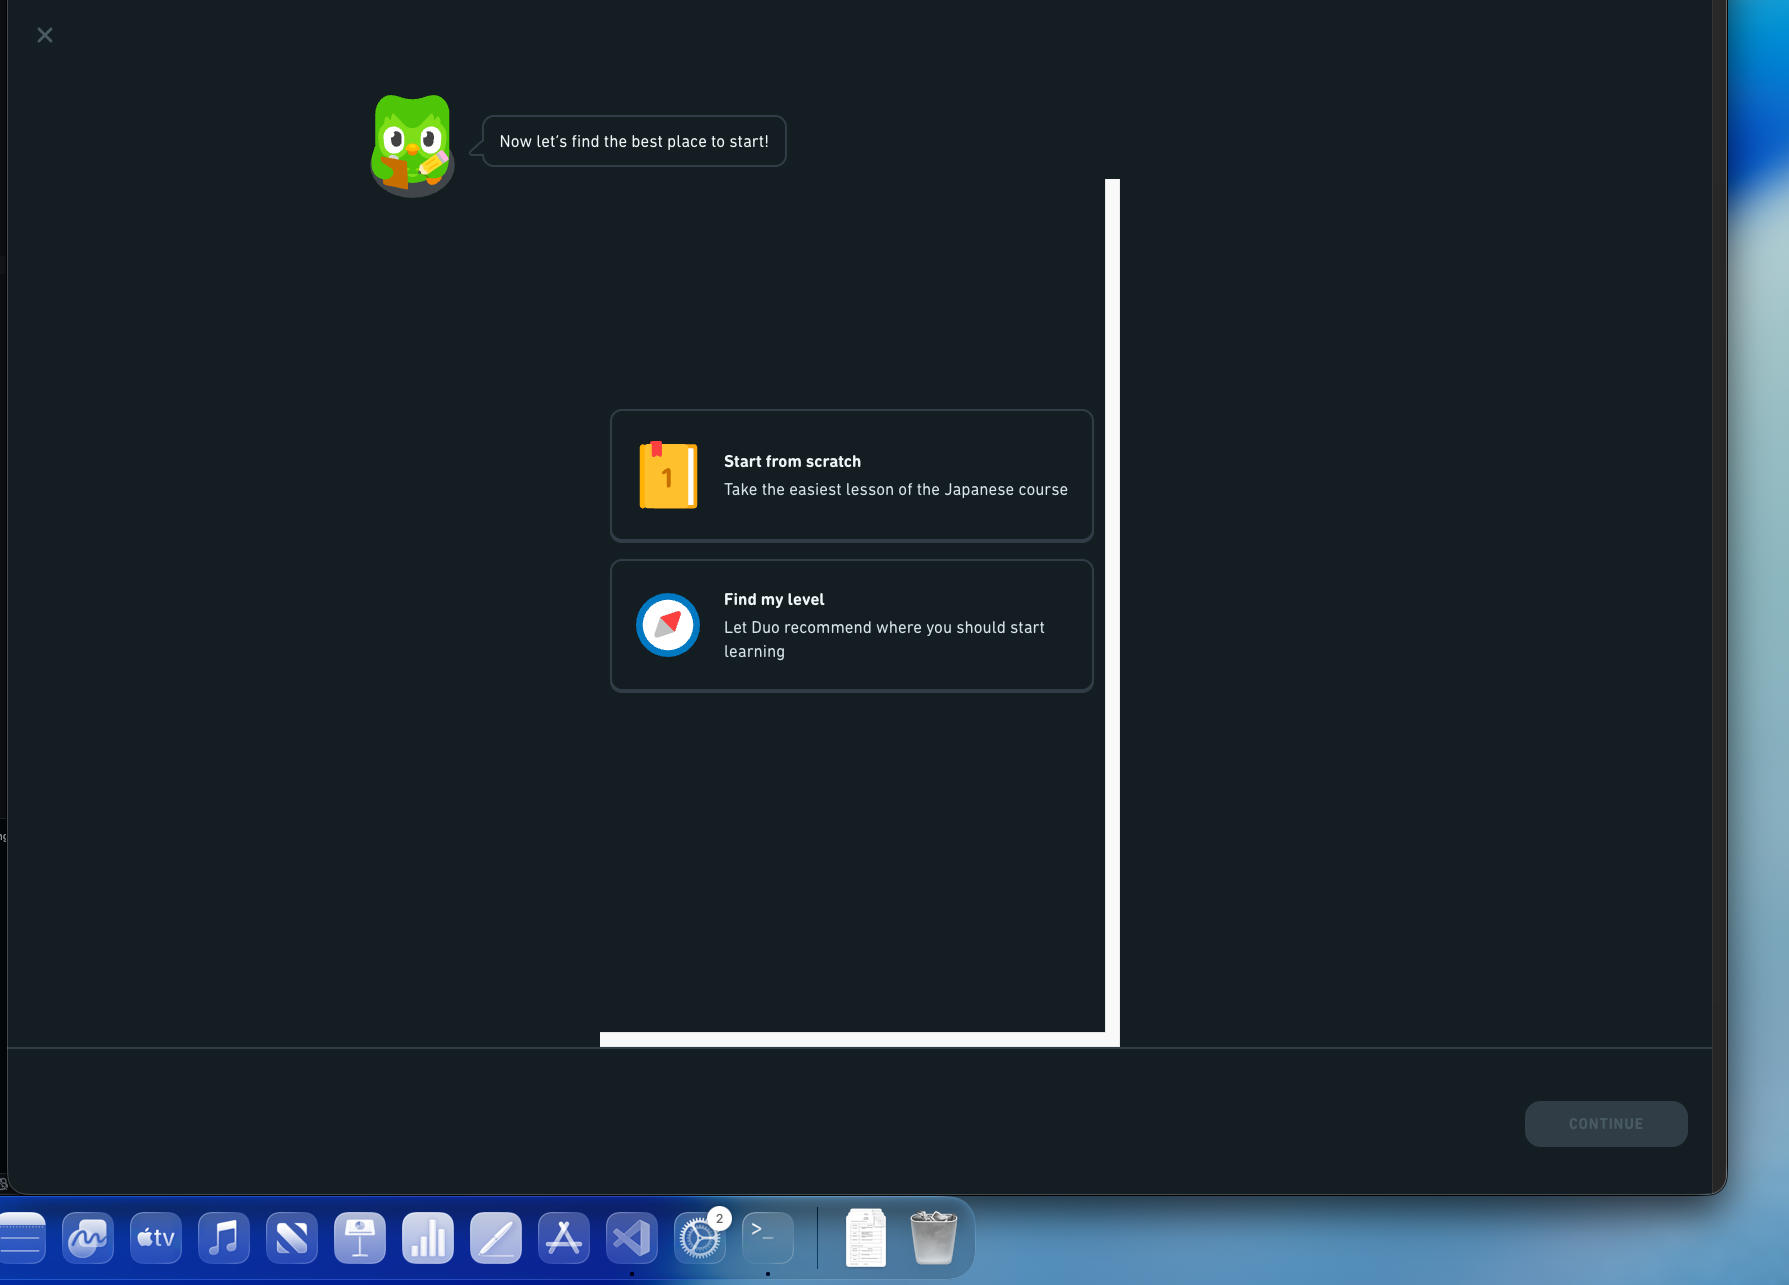 Now let’s find the best place to start!
1
Start from scratch
Take the easiest lesson of the Japanese course
Find my level
Let Duo recommend where you should start
learning
CONTINUE
tv
2
>_